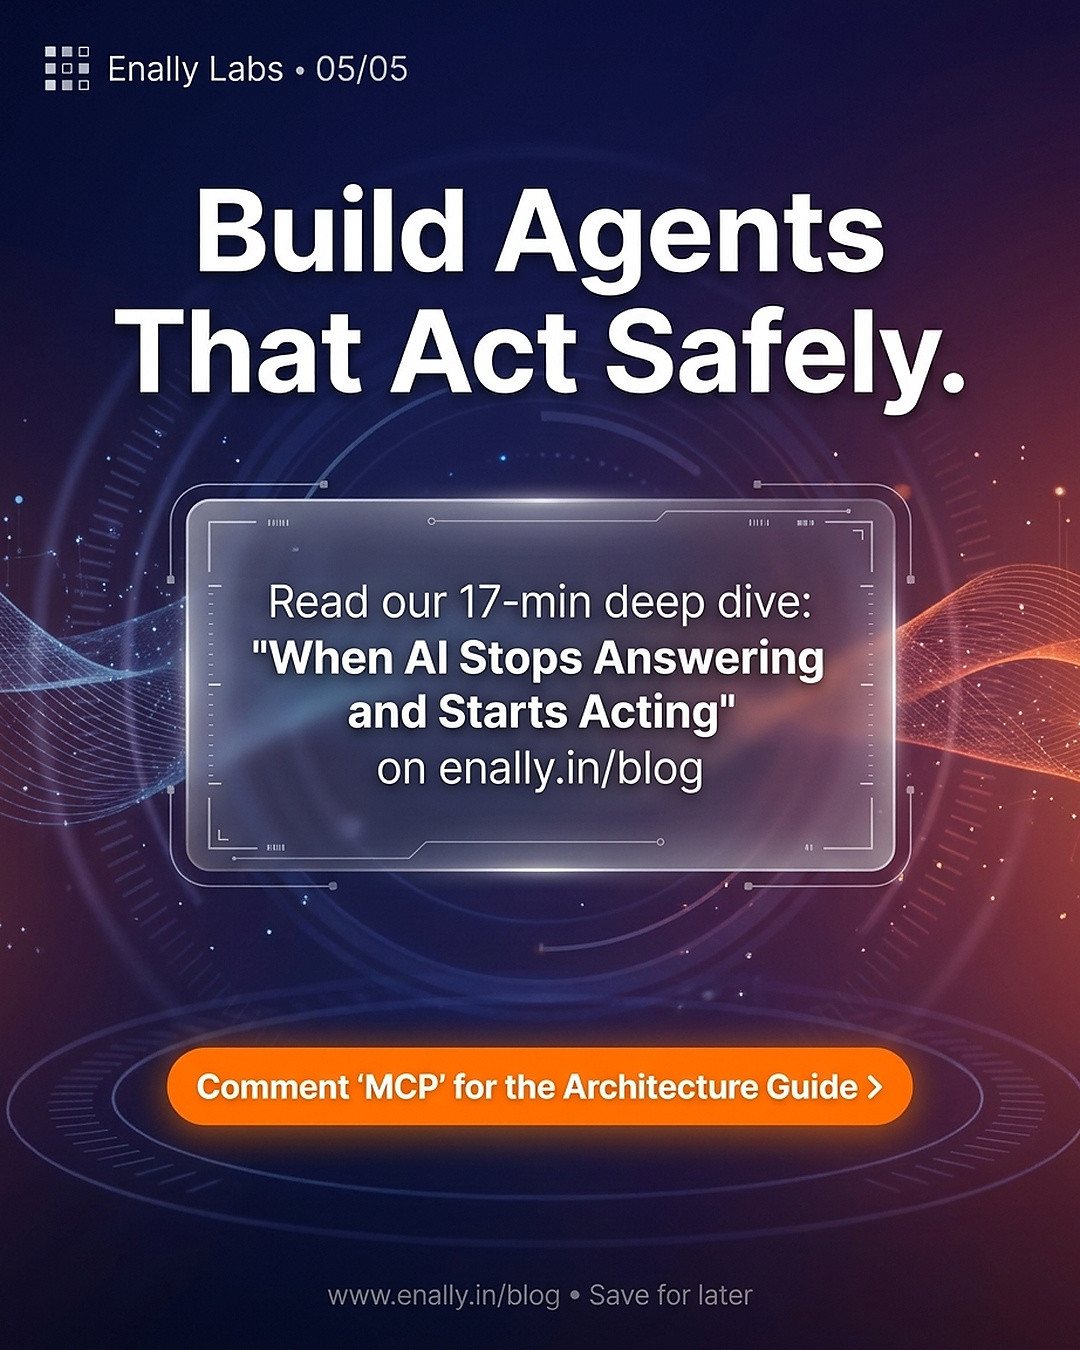 Enally Labs • 05/05
Build Agents
That Act Safely.
Read our 17-min deep dive:
"When AI Stops Answering
and Starts Acting"
on enally.in/blog
Comment ‘MCP’ for the Architecture Guide >
www.enally.in/blog • Save for later